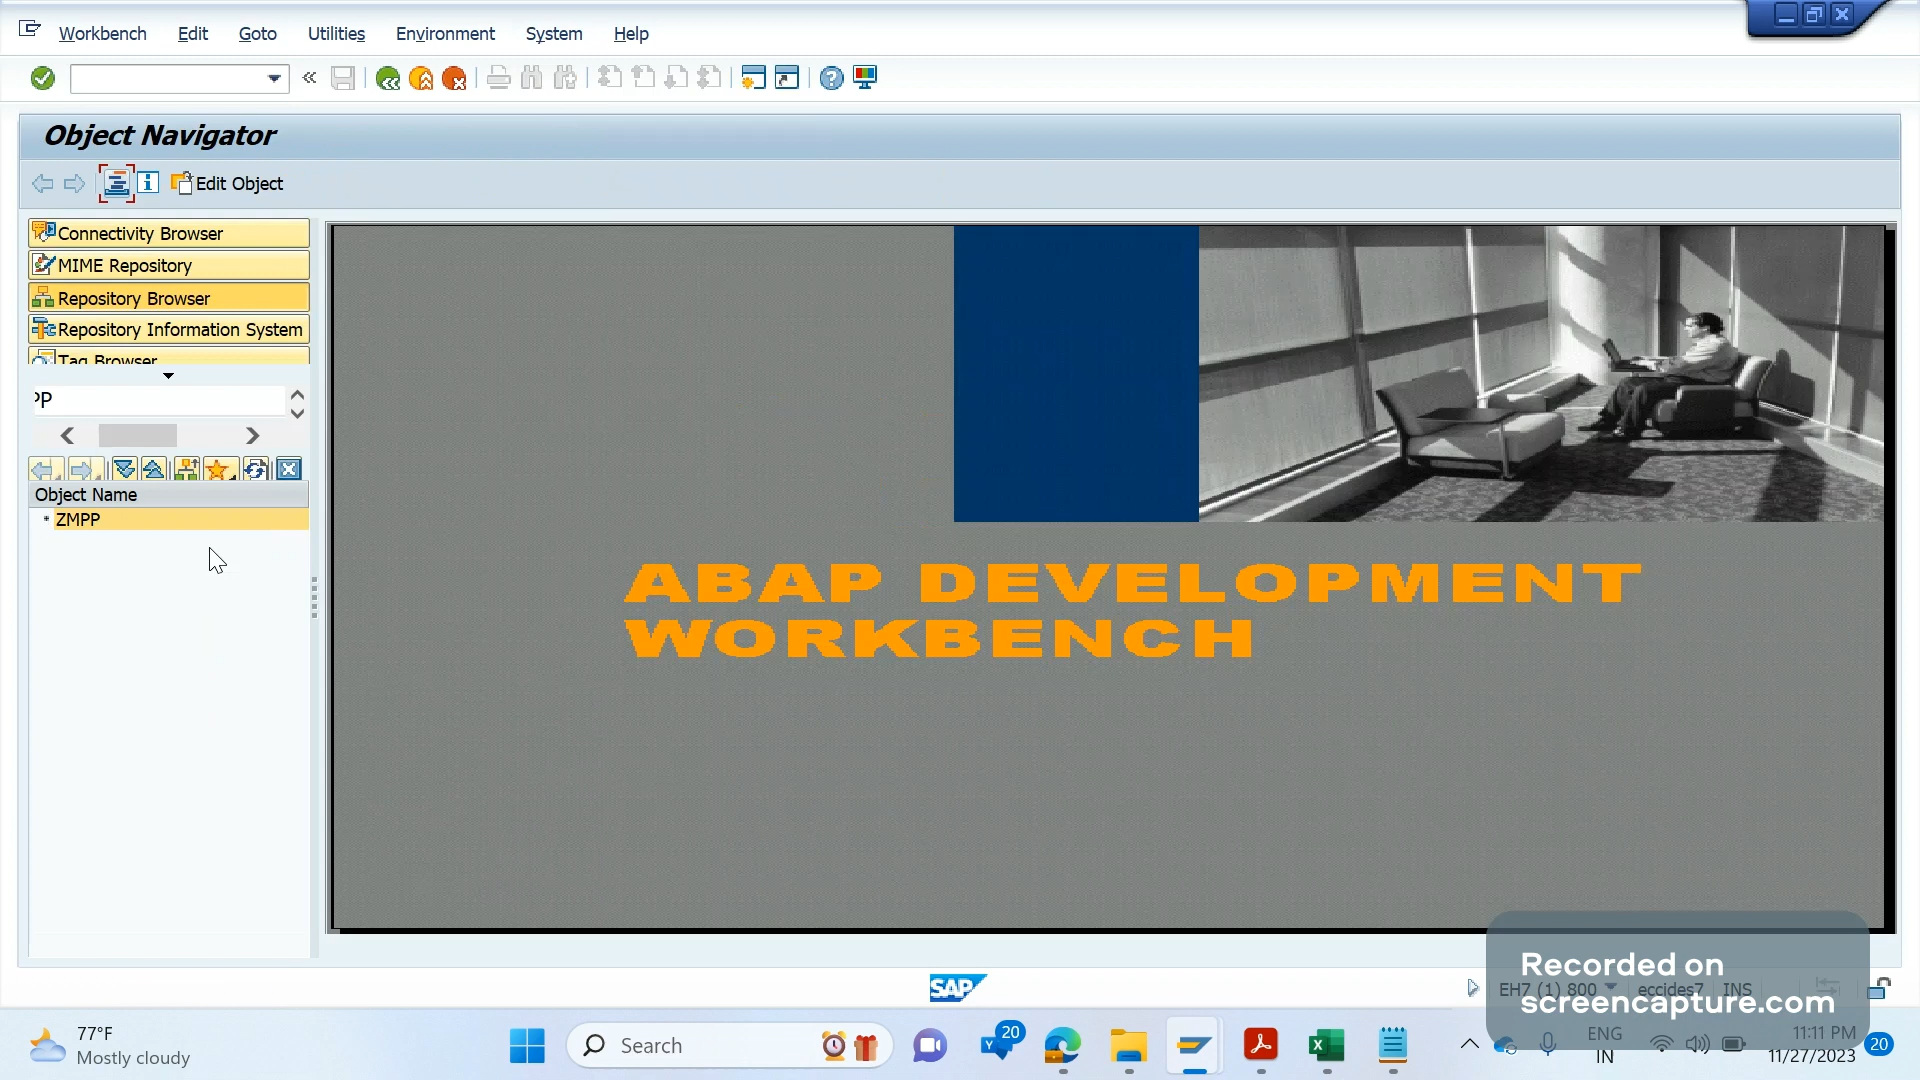 Workbench Edit Goto Utilities Environment System Help
Object Navigator
Edit Object
Connectivity Browser
MIME Repository
Repository Browser
Repository Information System
Tag Browser
PP
Object Name
ZMPP
ABAP DEVELOPMENT
WORKBENCH
SAP
EH7 (1) 800 eccides7 INS
Recorded on
screencapture.com
77°F
Mostly cloudy
Search
20
ENG
IN
11:11 PM
11/27/2023
20